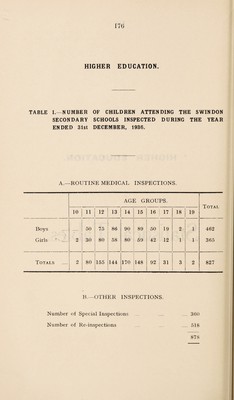 176
HIGHER EDUCATION.
TABLE I.—NUMBER OF CHILDREN ATTENDING THE SWINDON
SECONDARY SCHOOLS INSPECTED DURING THE YEAR
ENDED 31st DECEMBER, 1936.
A.—ROUTINE MEDICAL INSPECTIONS.
AGE GROUPS. TOTAL
10 11 12 13 14 15 16 17 18 19
Boys 50 75 86 90 89 50 19 2 1 462
Girls 2 30 80 58 80 59 42 12 1 1 365
TOTALS ... 2 80 155 144 170 148 92 31 3 2 827
B.—OTHER INSPECTIONS.
Number of Special Inspections ... ... ... 360
Number of Re-inspections ... ... ... 518
878